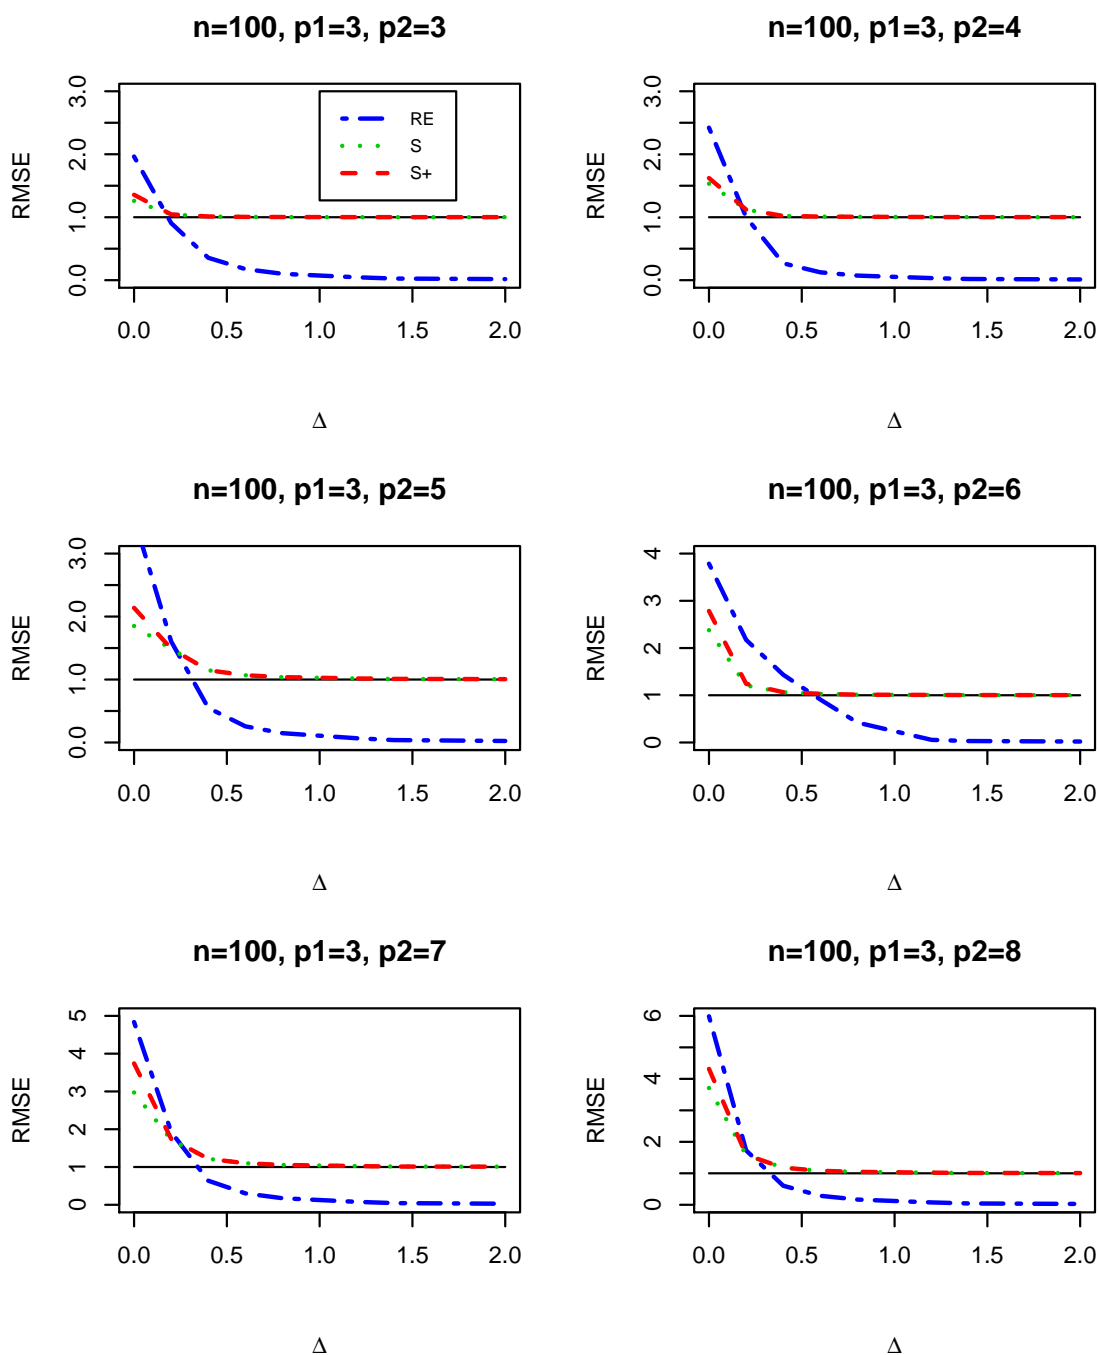 n=100, p1=3, p2=3
RMSE
0.0 1.0 2.0 3.0
RE
S
S+
0.0 0.5 1.0 1.5 2.0
Δ
n=100, p1=3, p2=4
RMSE
0.0 1.0 2.0 3.0
0.0 0.5 1.0 1.5 2.0
Δ
n=100, p1=3, p2=5
RMSE
0.0 1.0 2.0 3.0
0.0 0.5 1.0 1.5 2.0
Δ
n=100, p1=3, p2=6
RMSE
0 1 2 3 4
0.0 0.5 1.0 1.5 2.0
Δ
n=100, p1=3, p2=7
RMSE
0 1 2 3 4 5
0.0 0.5 1.0 1.5 2.0
Δ
n=100, p1=3, p2=8
RMSE
0 2 4 6
0.0 0.5 1.0 1.5 2.0
Δ